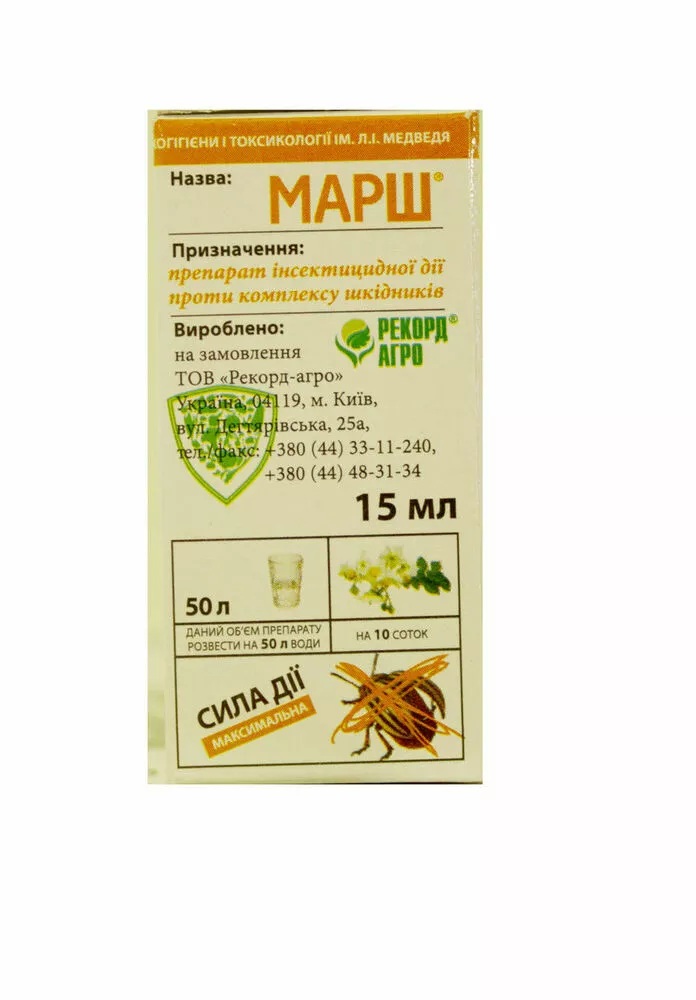 ОГІГІЄНИ І ТОКСИКОЛОГІЇ ІМ. Л.І. МЕДВЕДЯ
Назва:
МАРШ®
Призначення:
препарат інсектицидної дії
проти комплексу шкідників
Вироблено:
РЕКОРД®
АГРО
на замовлення
ТОВ «Рекорд-агро»
Україна, 04119, м. Київ,
вул. Дегтярівська, 25а,
тел./факс: +380 (44) 33-11-240,
+380 (44) 48-31-34
15 мл
50 л
ДАНИЙ ОБ'ЄМ ПРЕПАРАТУ
РОЗВЕСТИ НА 50 Л ВОДИ
НА 10 СОТОК
СИЛА ДІЇ
МАКСИМАЛЬНА